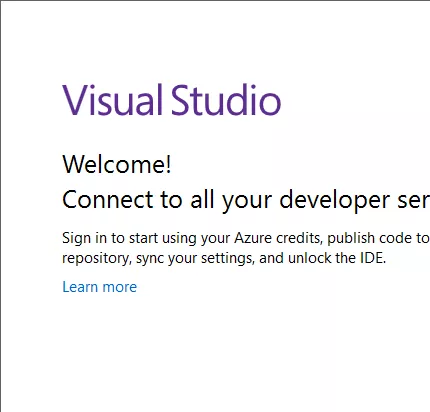 Visual Studio
Welcome!
Connect to all your developer ser
Sign in to start using your Azure credits, publish code to
repository, sync your settings, and unlock the IDE.
Learn more